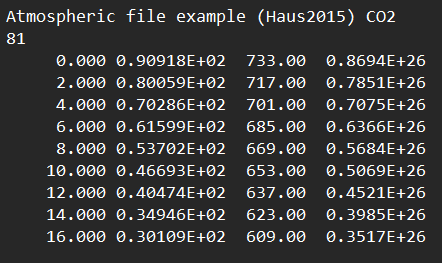 Atmospheric file example (Haus2015) CO2
81
0.000 0.90918E+02 733.00 0.8694E+26
2.000 0.80059E+02 717.00 0.7851E+26
4.000 0.70286E+02 701.00 0.7075E+26
6.000 0.61599E+02 685.00 0.6366E+26
8.000 0.53702E+02 669.00 0.5684E+26
10.000 0.46693E+02 653.00 0.5069E+26
12.000 0.40474E+02 637.00 0.4521E+26
14.000 0.34946E+02 623.00 0.3985E+26
16.000 0.30109E+02 609.00 0.3517E+26